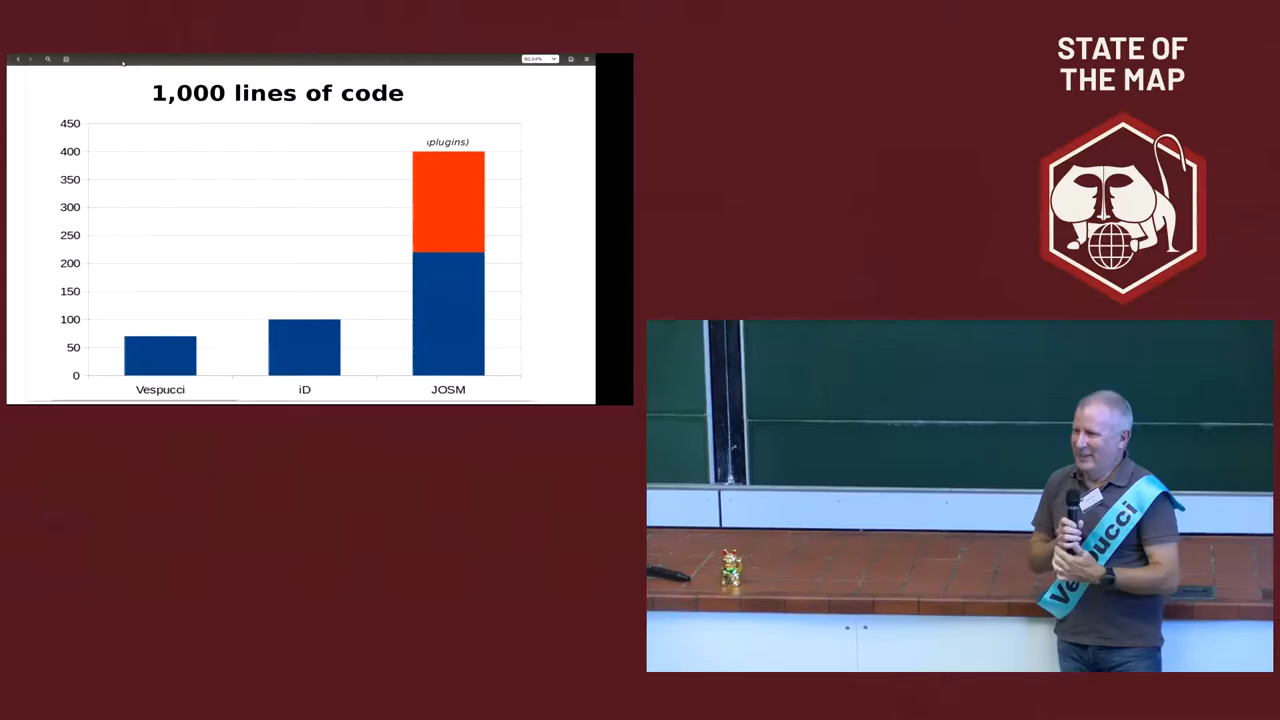 1,000 lines of code
450
400
350
300
250
200
150
100
50
0
(plugins)
Vespucci
iD
JOSM
STATE OF
THE MAP